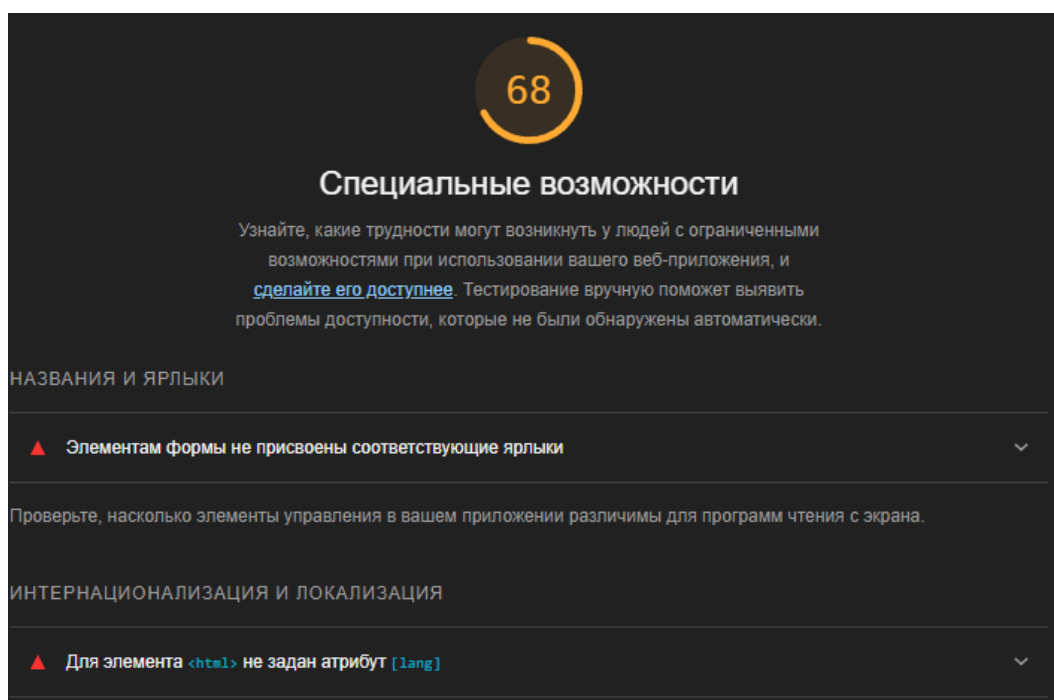 68
Специальные возможности
Узнайте, какие трудности могут возникнуть у людей с ограниченными
возможностями при использовании вашего веб-приложения, и
сделайте его доступнее. Тестирование вручную поможет выявить
проблемы доступности, которые не были обнаружены автоматически.
НАЗВАНИЯ И ЯРЛЫКИ
Элементам формы не присвоены соответствующие ярлыки
Проверьте, насколько элементы управления в вашем приложении различимы для программ чтения с экрана.
ИНТЕРНАЦИОНАЛИЗАЦИЯ И ЛОКАЛИЗАЦИЯ
Для элемента <html> не задан атрибут [lang]